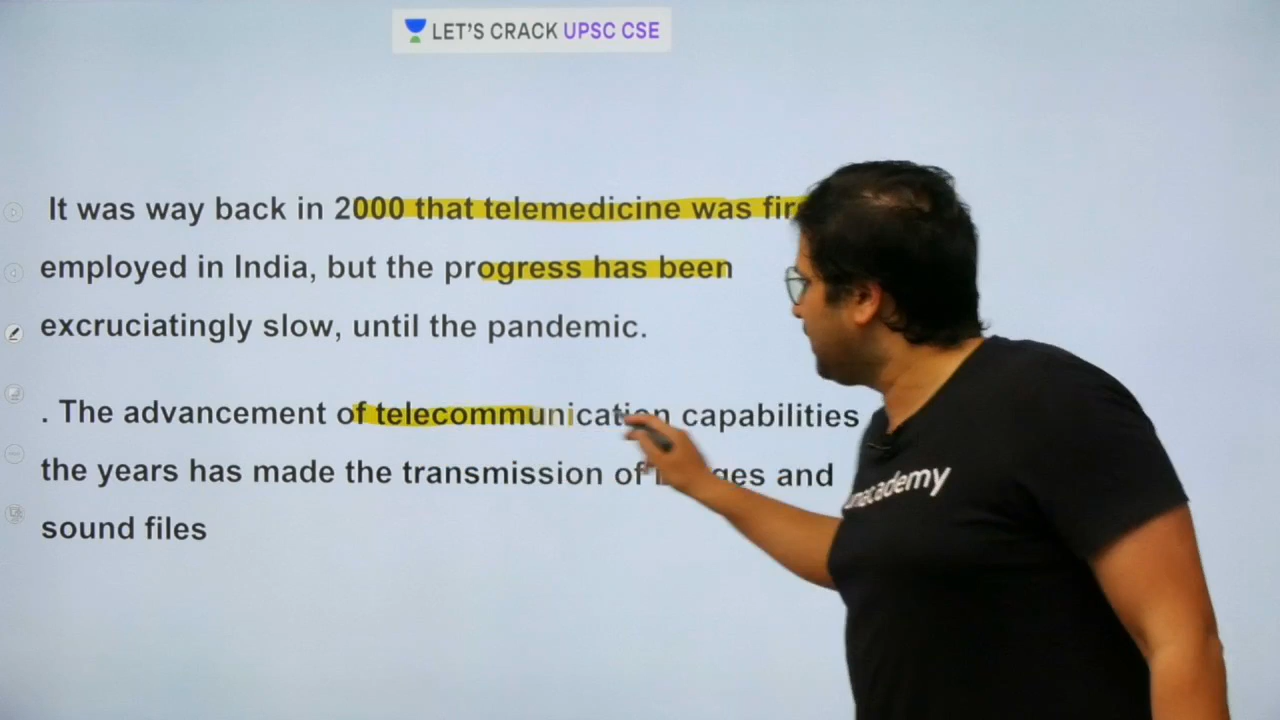 LET'S CRACK UPSC CSE
It was way back in 2000 that telemedicine was
employed in India, but the progress has been
excruciatingly slow, until the pandemic.
. The advancement of telecommunication capabilities
the years has made the transmission of and
sound files
unacademy